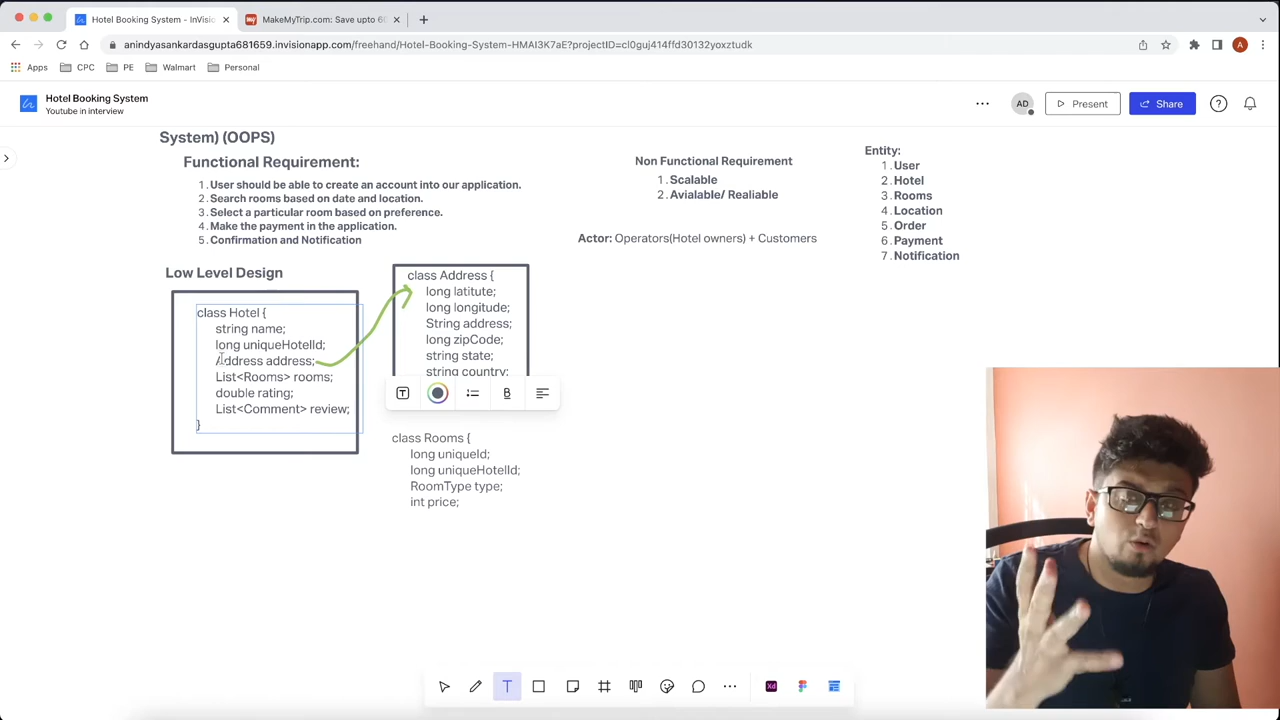 Hotel Booking System - InVisio
MakeMyTrip.com: Save upto 60
anindyasankardasgupta681659.invisionapp.com/freehand/Hotel-Booking-System-HMAI3K7aE?projectID=cl0guj414ffd30132yoxztudk
A
Apps
CPC
PE
Walmart
Personal
Hotel Booking System
Youtube in interview
AD
Present
Share
System) (OOPS)
Functional Requirement:
1. User should be able to create an account into our application.
2. Search rooms based on date and location.
3. Select a particular room based on preference.
4. Make the payment in the application.
5. Confirmation and Notification
Non Functional Requirement
1. Scalable
2. Avialable/ Realiable
Actor: Operators(Hotel owners) + Customers
Entity:
1. User
2. Hotel
3. Rooms
4. Location
5. Order
6. Payment
7. Notification
Low Level Design
class Hotel {
string name;
long uniqueHotelId;
Address address;
List<Rooms> rooms;
double rating;
List<Comment> review;
}
class Address {
long latitute;
long longitude;
String address;
long zipCode;
string state;
string country;
T
B
class Rooms {
long uniqueId;
long uniqueHotelId;
RoomType type;
int price;
T
Xd